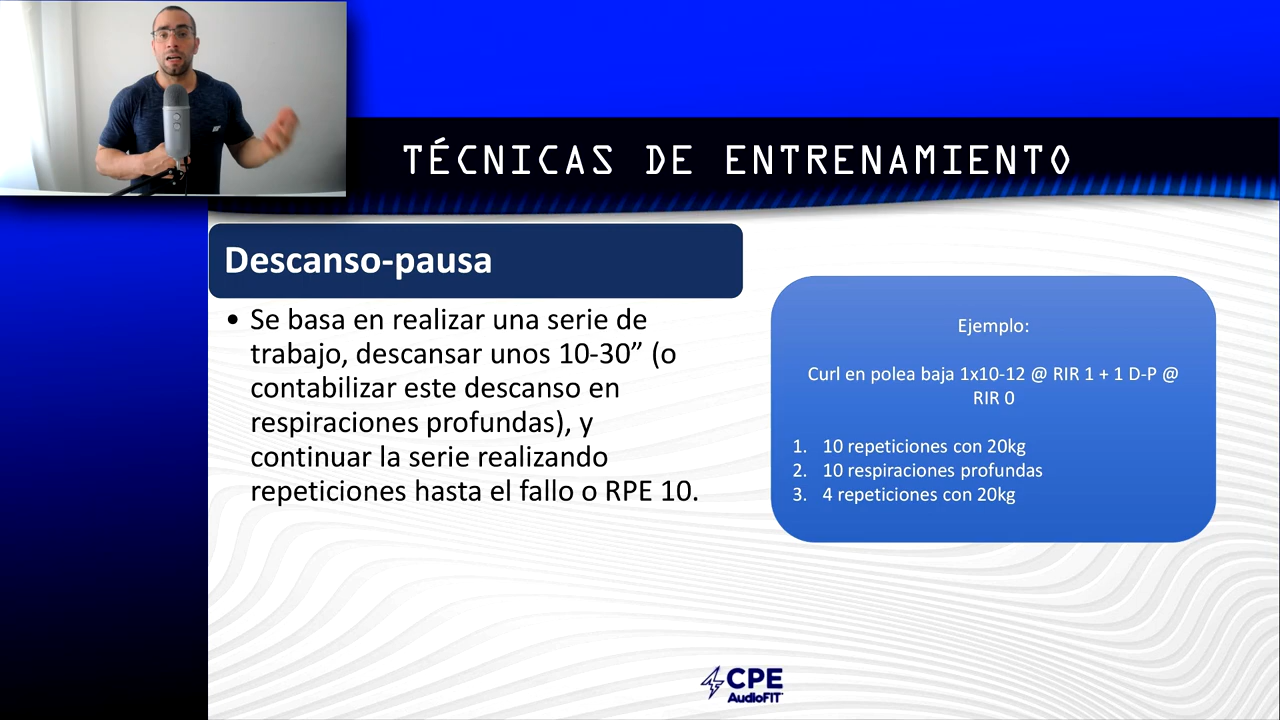 TÉCNICAS DE ENTRENAMIENTO
Descanso-pausa
• Se basa en realizar una serie de
trabajo, descansar unos 10-30” (o
contabilizar este descanso en
respiraciones profundas), y
continuar la serie realizando
repeticiones hasta el fallo o RPE 10.
Ejemplo:
Curl en polea baja 1x10-12 @ RIR 1 + 1 D-P @
RIR 0
1. 10 repeticiones con 20kg
2. 10 respiraciones profundas
3. 4 repeticiones con 20kg
CPE
AudioFIT